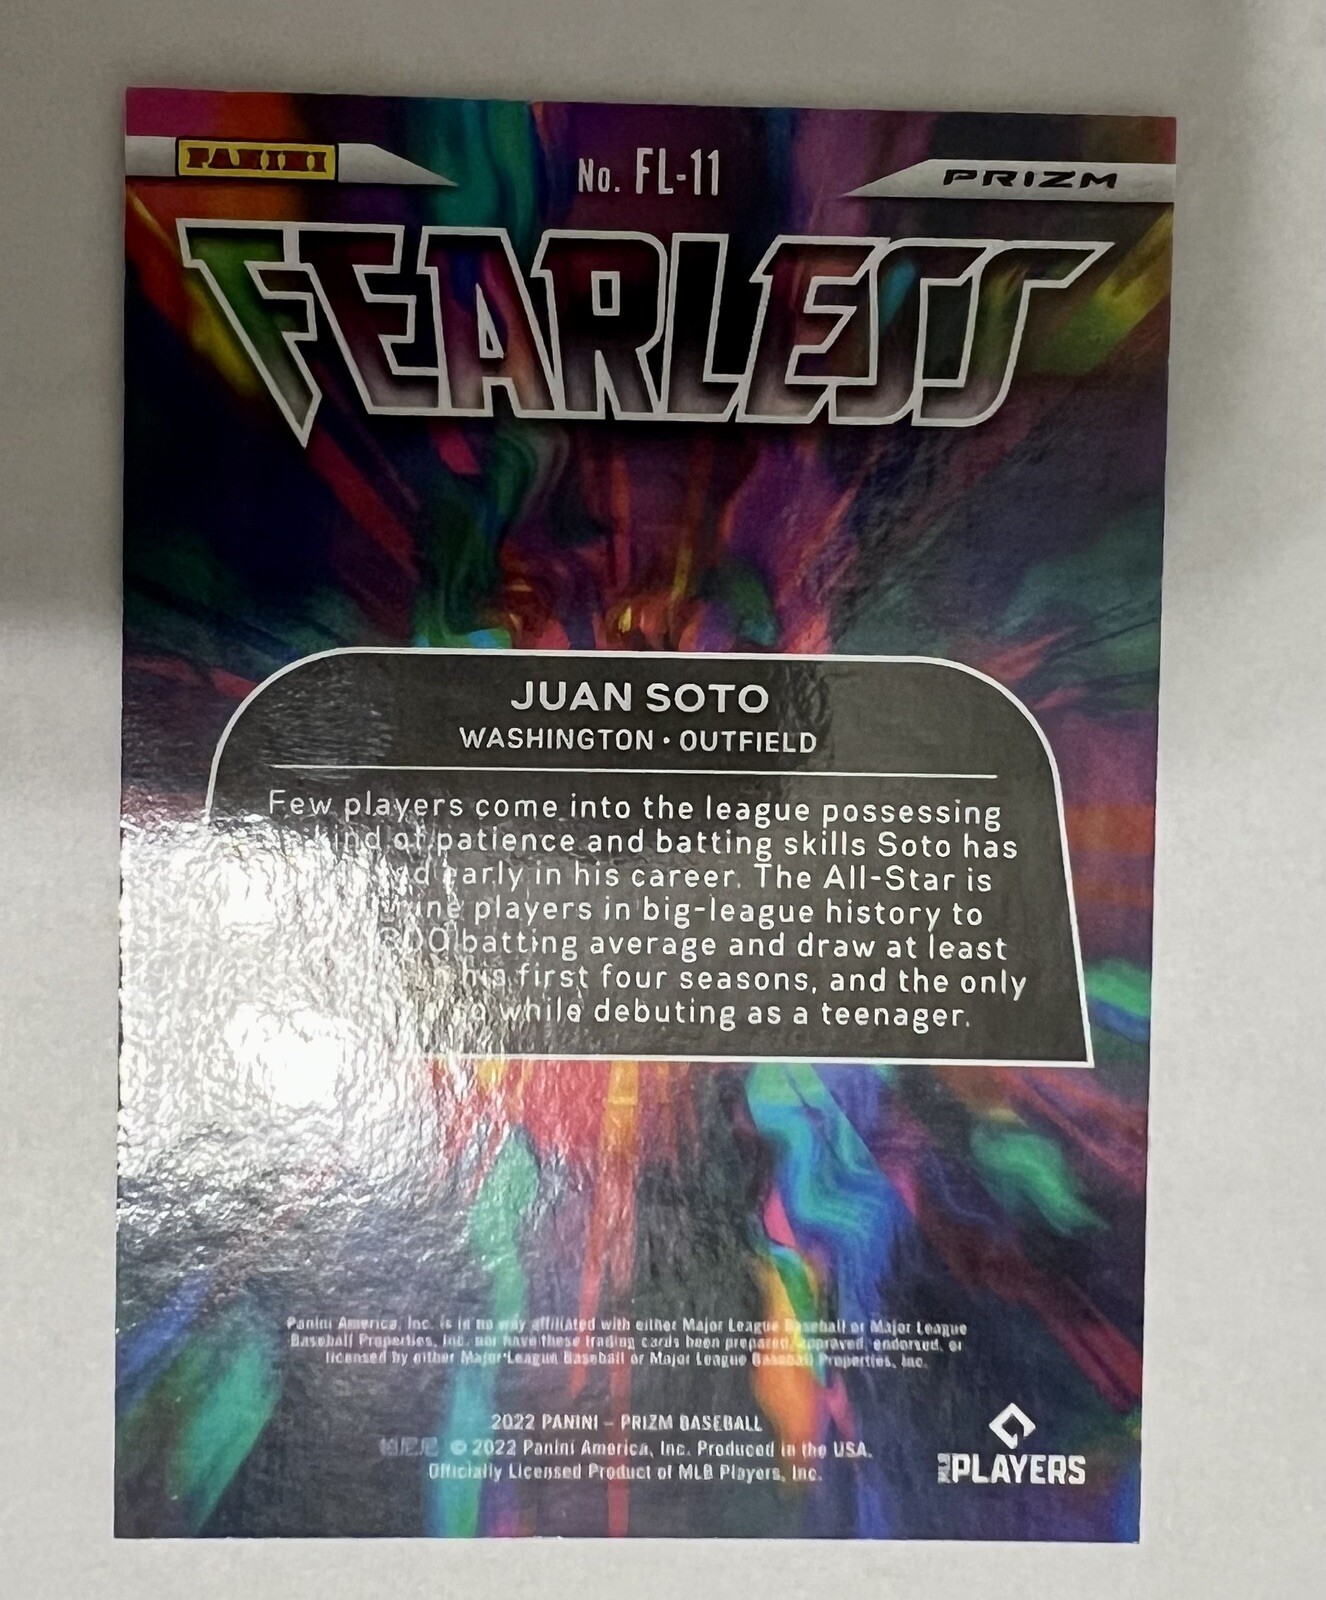 PANINI
No. FL-11
PRIZM
FEARLESS
JUAN SOTO
WASHINGTON • OUTFIELD
Few players come into the league possessing
kind of patience and batting skills Soto has
early in his career. The All-Star is
nine players in big-league history to
.300 batting average and draw at least
in his first four seasons, and the only
so while debuting as a teenager.
Panini America, Inc. is in no way affiliated with either Major League Baseball or Major League
Baseball Properties, Inc. nor have these trading cards been prepared, approved, endorsed, or
licensed by either Major League Baseball or Major League Baseball Properties, Inc.
2022 PANINI – PRIZM BASEBALL
帕尼尼 © 2022 Panini America, Inc. Produced in the USA.
Officially Licensed Product of MLB Players, Inc.
MLB PLAYERS